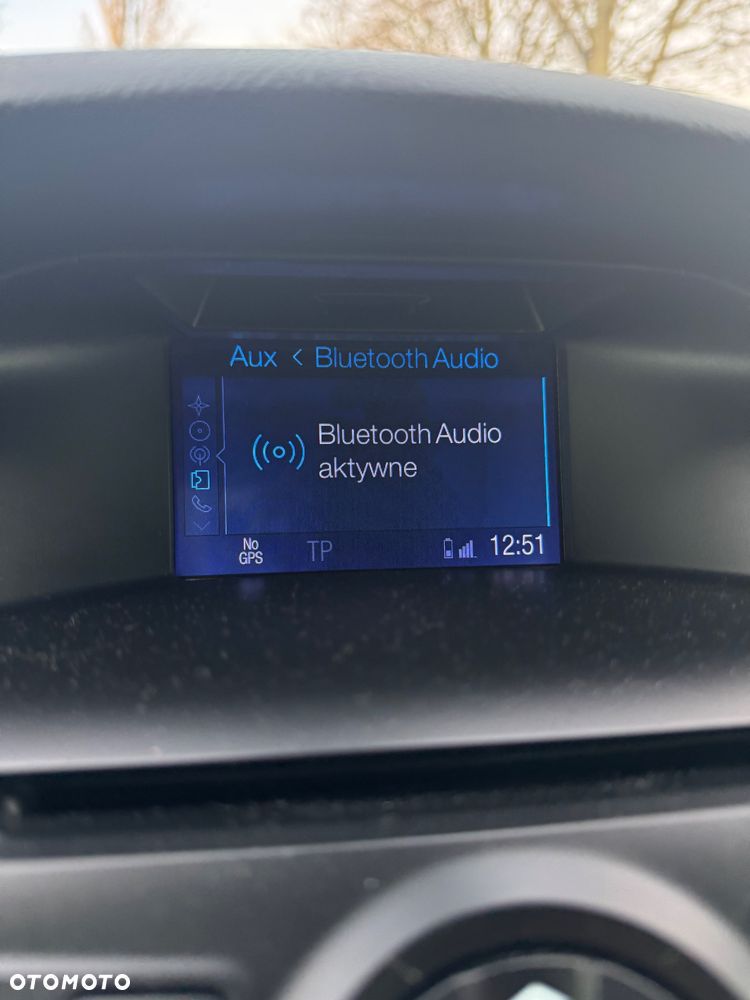 Aux < Bluetooth Audio
Bluetooth Audio
aktywne
No
GPS
TP
12:51
OTOMOTO